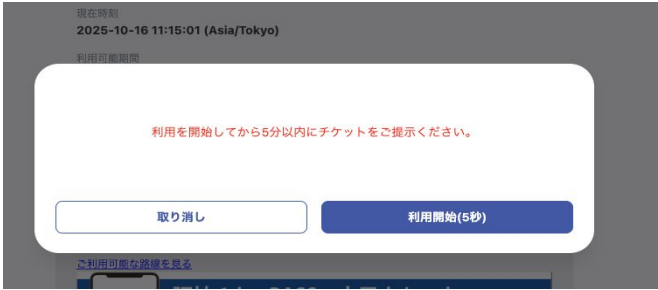 現在時刻
2025-10-16 11:15:01 (Asia/Tokyo)
利用可能期間
利用を開始してから5分以内にチケットをご提示ください。
取り消し
利用開始(5秒)
ご利用可能な路線を見る